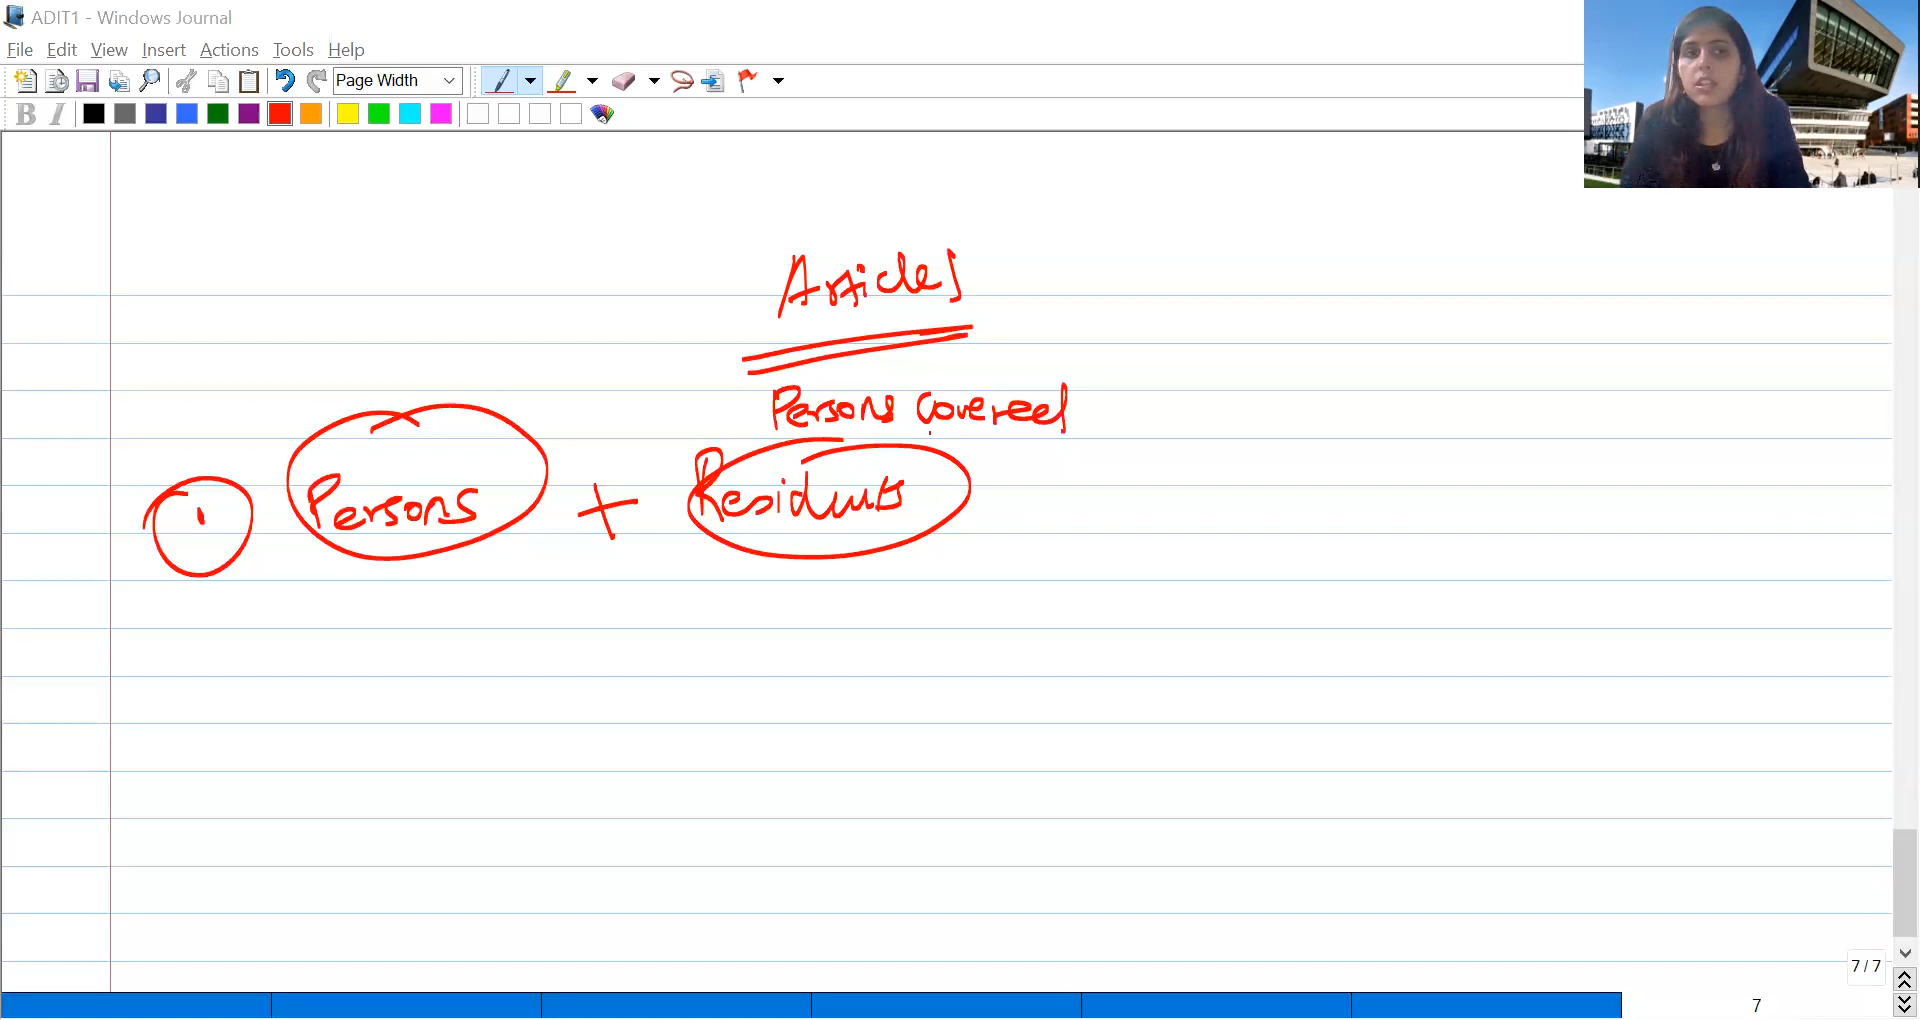 ADIT1 - Windows Journal
File Edit View Insert Actions Tools Help
Page Width
B I
Articles
Persons Covered
1 Persons + Residents
7 / 7
7